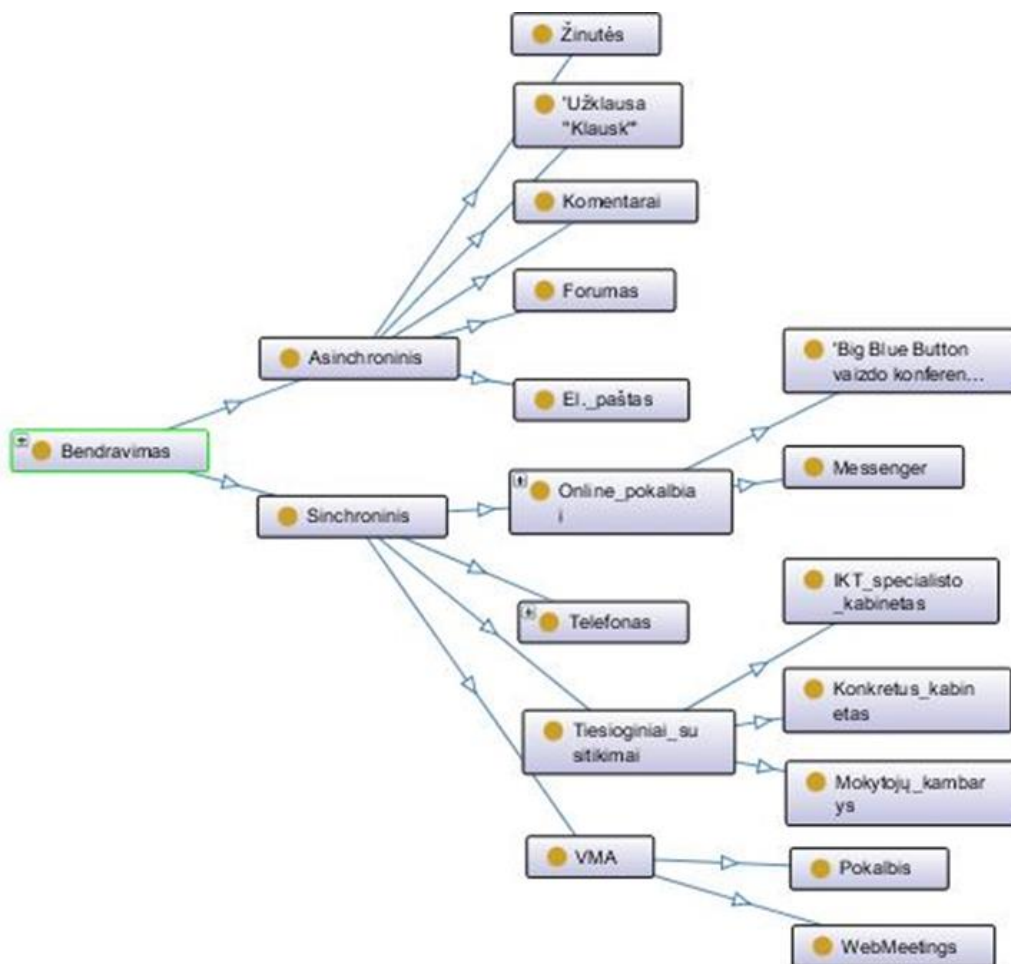 Žinutės
'Užklausa
"Klausk"'
Komentarai
Forumas
Asinchroninis
'Big Blue Button
vaizdo konferen...
El._paštas
Bendravimas
Messenger
Online_pokalbia
i
Sinchroninis
IKT_specialisto
_kabinetas
Telefonas
Konkretus_kabin
etas
Tiesioginiai_su
sitikimai
Mokytojų_kambar
ys
VMA
Pokalbis
WebMeetings